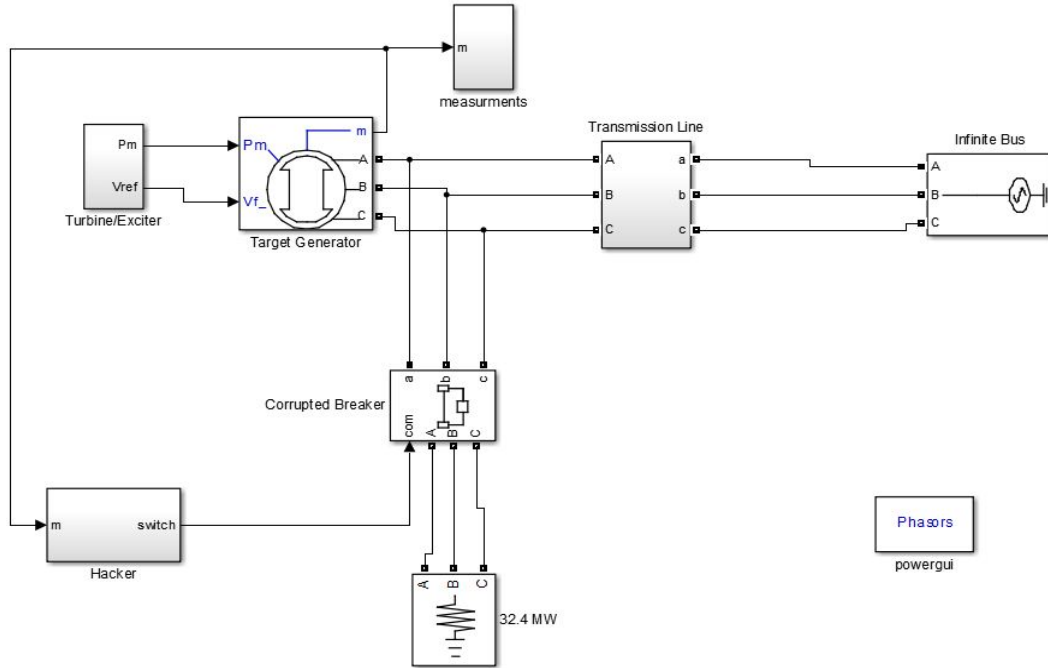 m
measurments
Pm
Vref
Turbine/Exciter
Pm
Vf_
m
A
B
C
Target Generator
Transmission Line
A
B
C
a
b
c
Infinite Bus
A
B
C
Corrupted Breaker
a
b
c
com
A
B
C
m
switch
Hacker
A
B
C
32.4 MW
Phasors
powergui